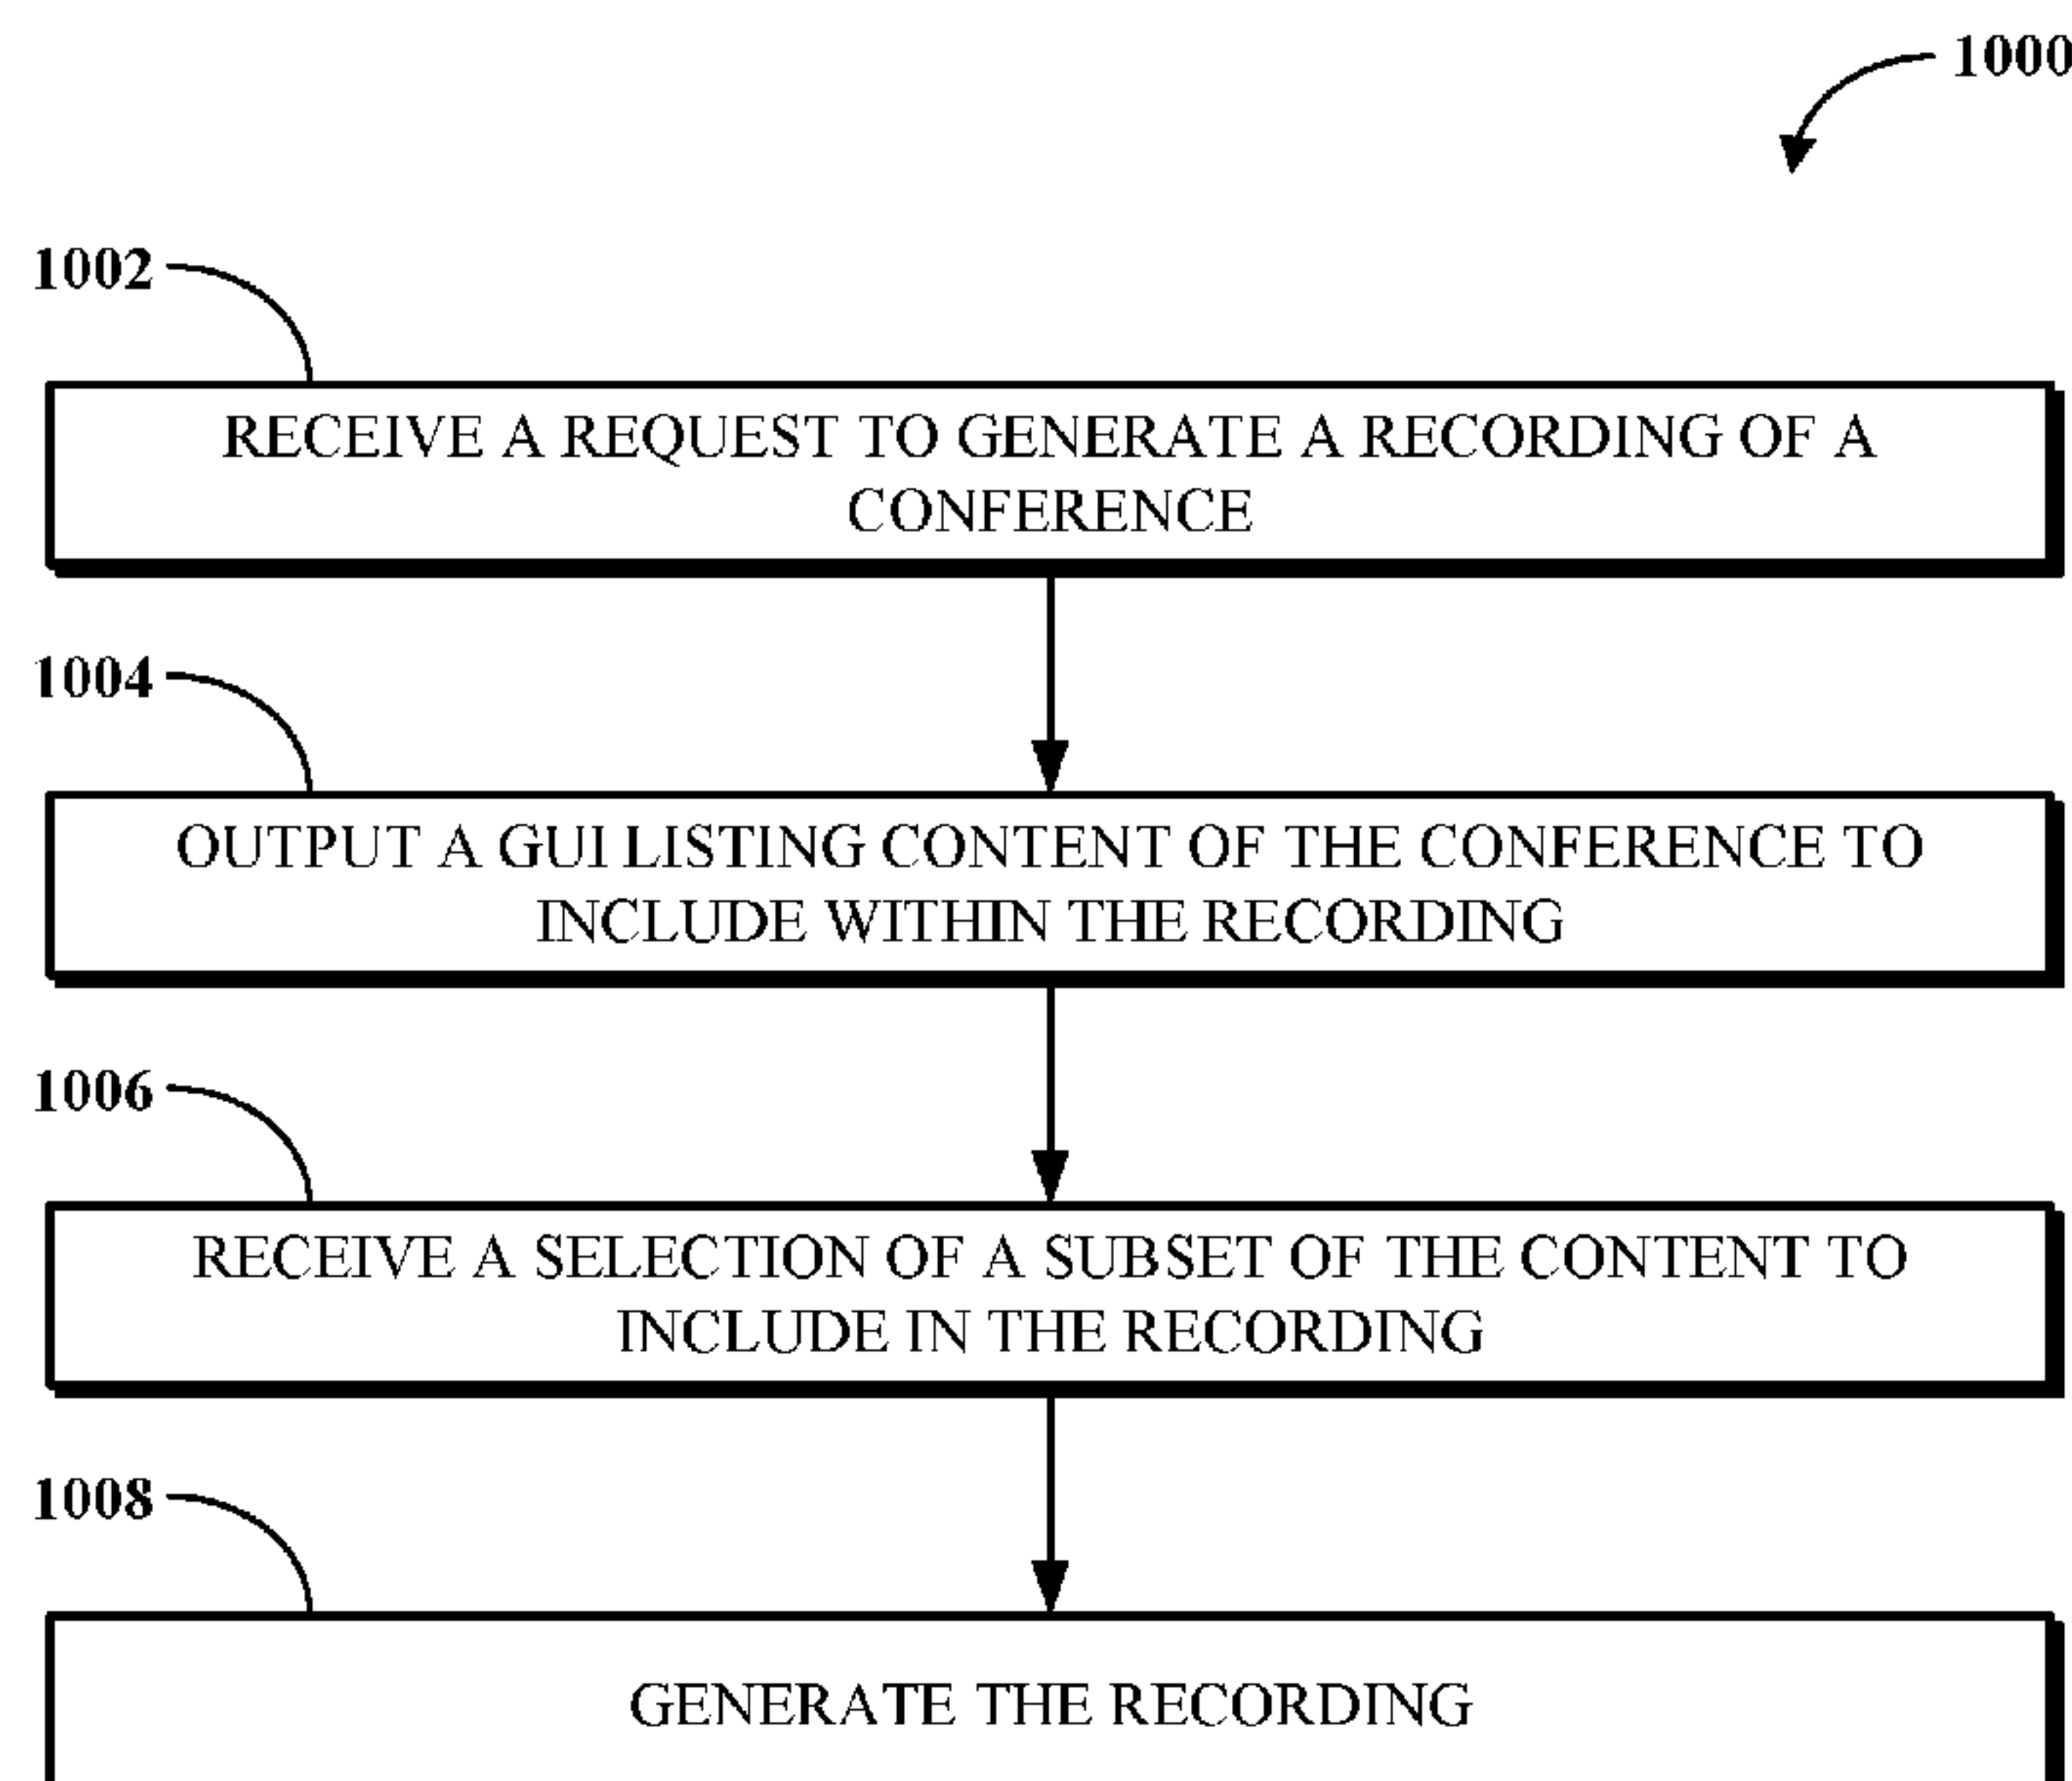 1000
1002
RECEIVE A REQUEST TO GENERATE A RECORDING OF A
CONFERENCE
1004
OUTPUT A GUI LISTING CONTENT OF THE CONFERENCE TO
INCLUDE WITHIN THE RECORDING
1006
RECEIVE A SELECTION OF A SUBSET OF THE CONTENT TO
INCLUDE IN THE RECORDING
1008
GENERATE THE RECORDING